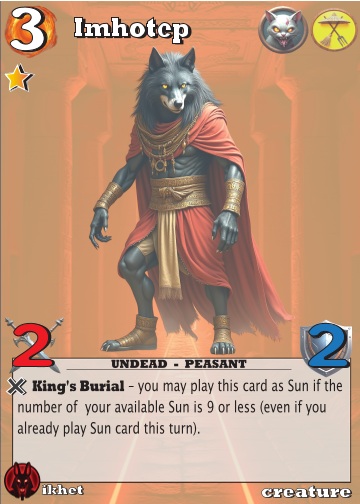 3 Imhotep
2 2
UNDEAD - PEASANT
King's Burial - you may play this card as Sun if the
number of your available Sun is 9 or less (even if you
already play Sun card this turn).
ikhet creature